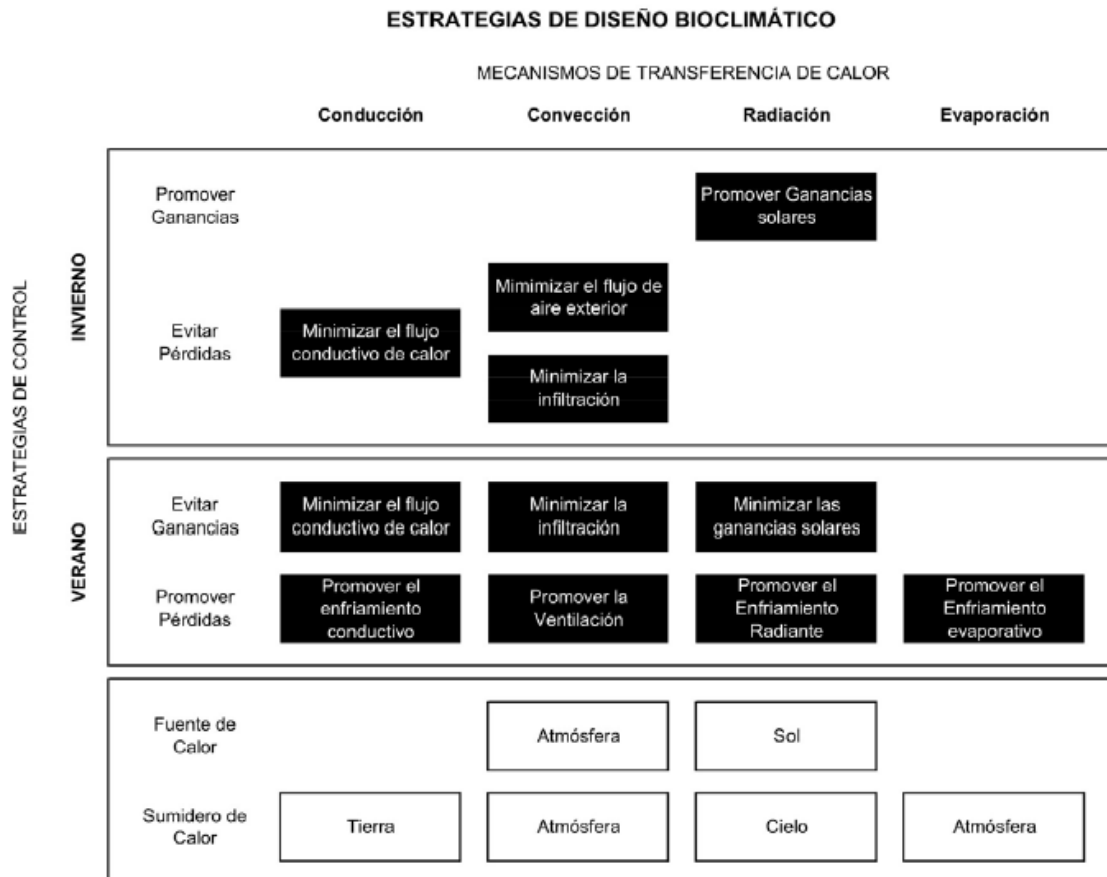 ESTRATEGIAS DE DISEÑO BIOCLIMÁTICO
MECANISMOS DE TRANSFERENCIA DE CALOR
Conducción
Convección
Radiación
Evaporación
ESTRATEGIAS DE CONTROL
INVIERNO
Promover
Ganancias
Promover Ganancias
solares
Evitar
Pérdidas
Minimizar el flujo
conductivo de calor
Mimimizar el flujo de
aire exterior
Minimizar la
infiltración
VERANO
Evitar
Ganancias
Minimizar el flujo
conductivo de calor
Minimizar la
infiltración
Minimizar las
ganancias solares
Promover
Pérdidas
Promover el
enfriamiento
conductivo
Promover la
Ventilación
Promover el
Enfriamiento
Radiante
Promover el
Enfriamiento
evaporativo
Fuente de
Calor
Atmósfera
Sol
Sumidero de
Calor
Tierra
Atmósfera
Cielo
Atmósfera